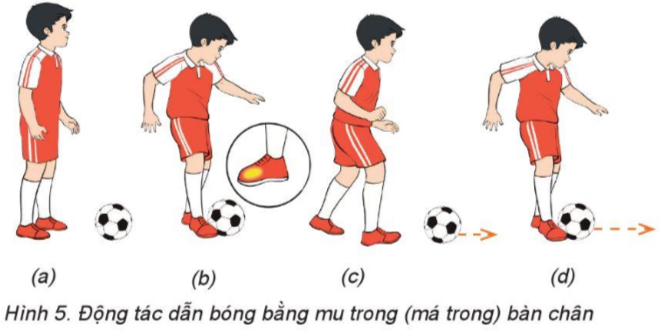 (a) (b) (c) (d)
Hình 5. Động tác dẫn bóng bằng mu trong (má trong) bàn chân